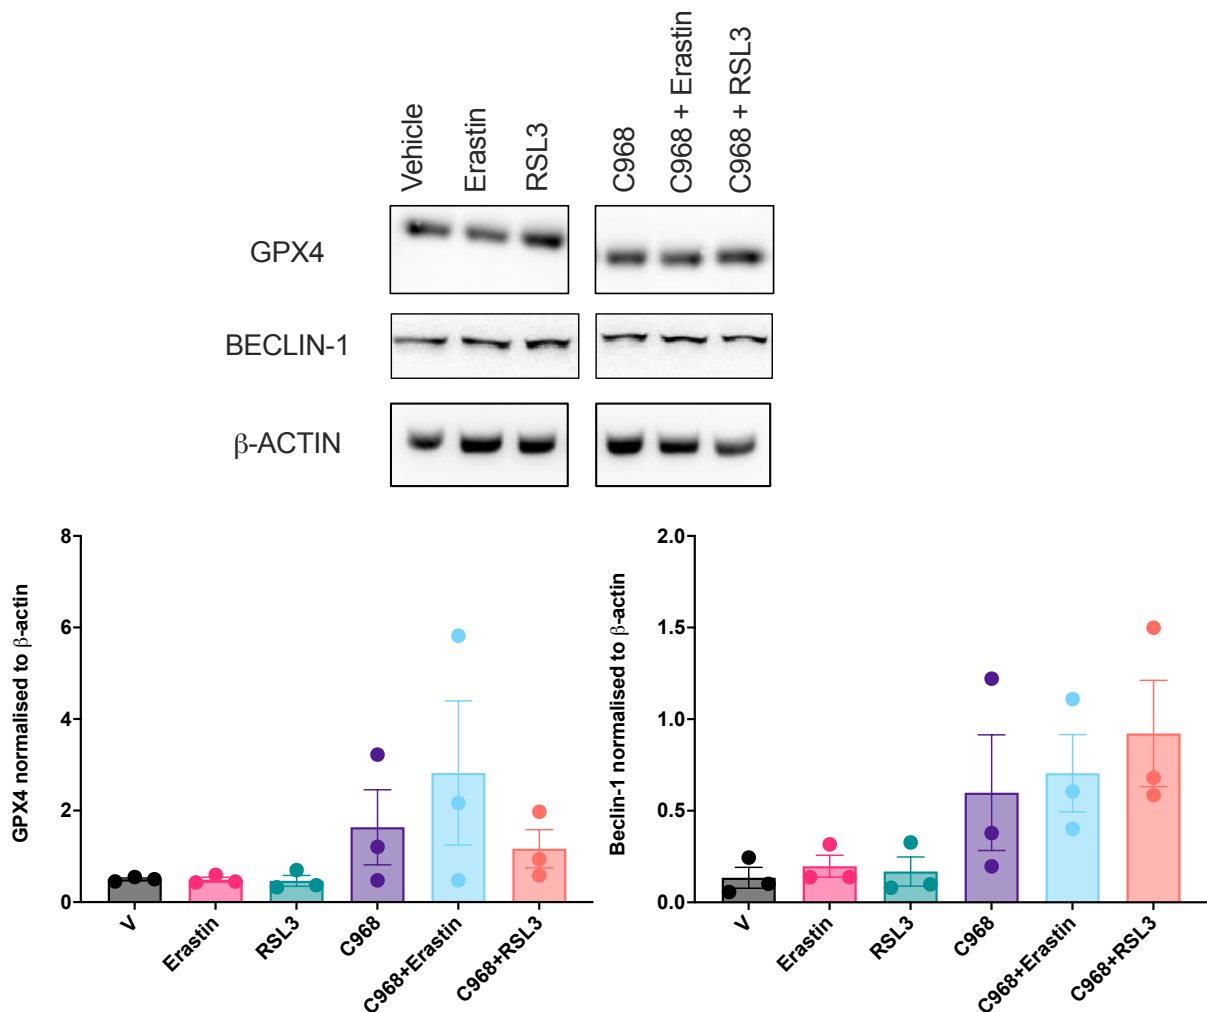 Vehicle
Erastin
RSL3
C968
C968 + Erastin
C968 + RSL3
GPX4
BECLIN-1
β-ACTIN
GPX4 normalised to β-actin
8
6
4
2
0
V
Erastin
RSL3
C968
C968+Erastin
C968+RSL3
Beclin-1 normalised to β-actin
2.0
1.5
1.0
0.5
0.0
V
Erastin
RSL3
C968
C968+Erastin
C968+RSL3